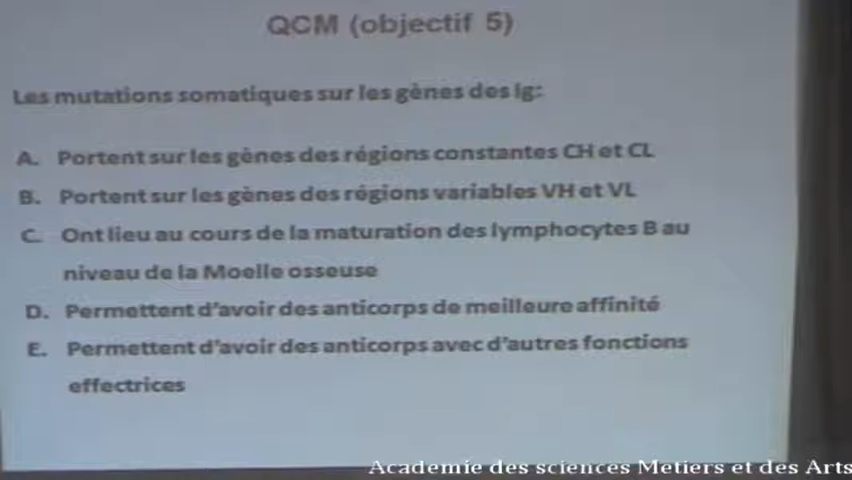 QCM (objectif 5)
Les mutations somatiques sur les gènes des Ig:
A. Portent sur les gènes des régions constantes CH et CL
B. Portent sur les gènes des régions variables VH et VL
C. Ont lieu au cours de la maturation des lymphocytes B au
niveau de la Moelle osseuse
D. Permettent d'avoir des anticorps de meilleure affinité
E. Permettent d'avoir des anticorps avec d'autres fonctions
effectrices
Academie des sciences Metiers et des Arts